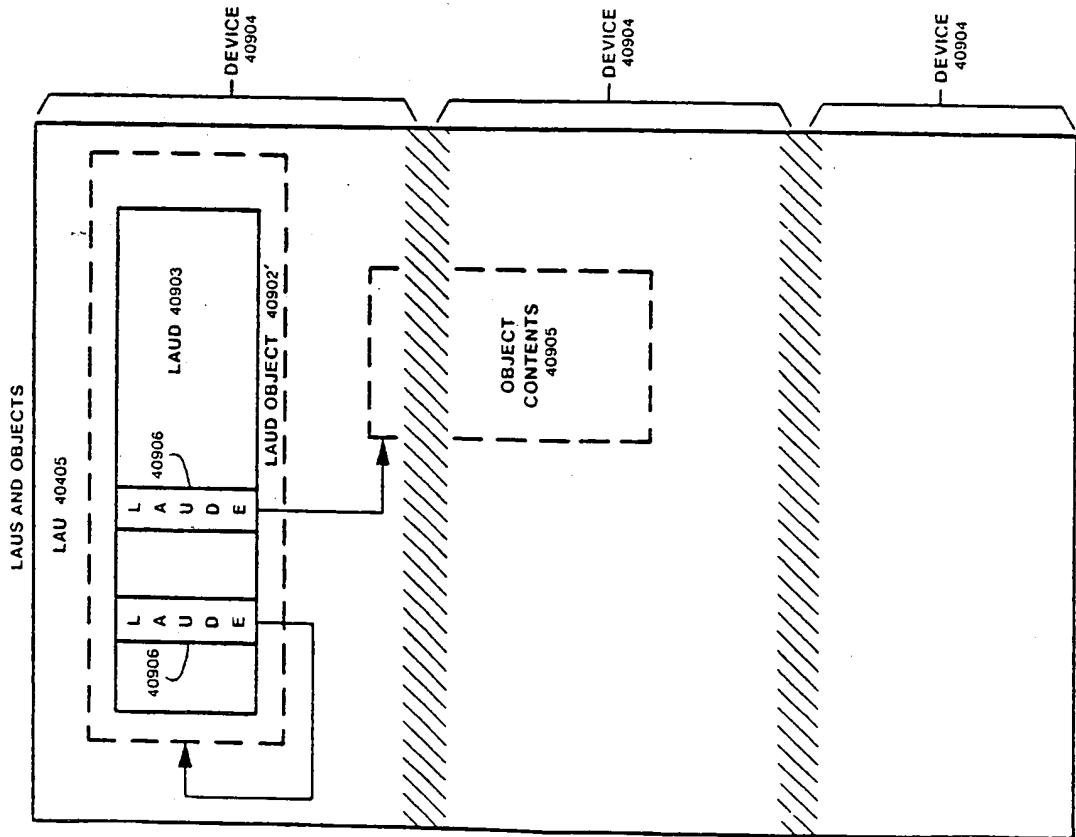 LAUS AND OBJECTS
LAU 40405
DEVICE
40904
LAUD 40903
LAUD OBJECT 40902'
40906
L A U D E
40906
L A U D E
DEVICE
40904
OBJECT
CONTENTS
40905
DEVICE
40904